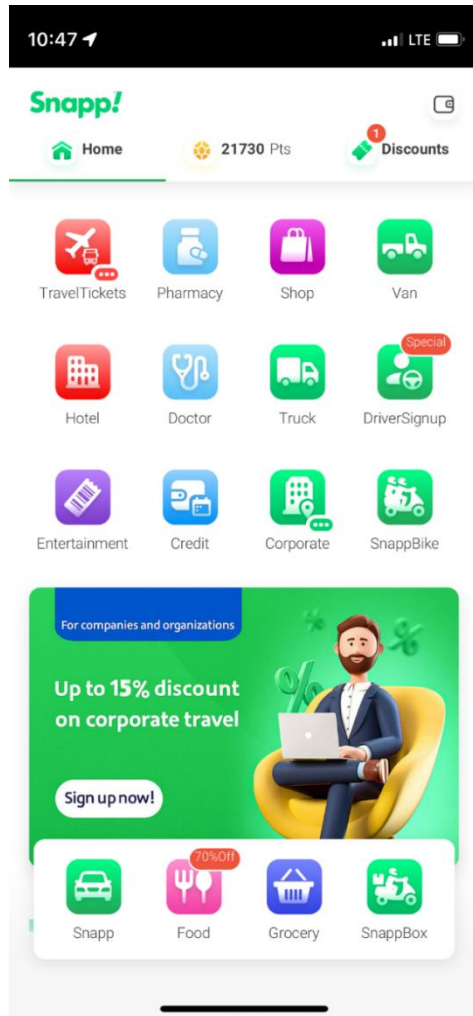 10:47
LTE
Snapp!
Home
21730 Pts
1
Discounts
TravelTickets
Pharmacy
Shop
Van
Special
Hotel
Doctor
Truck
DriverSignup
Entertainment
Credit
Corporate
SnappBike
For companies and organizations
Up to 15% discount
on corporate travel
Sign up now!
70%Off
Snapp
Food
Grocery
SnappBox